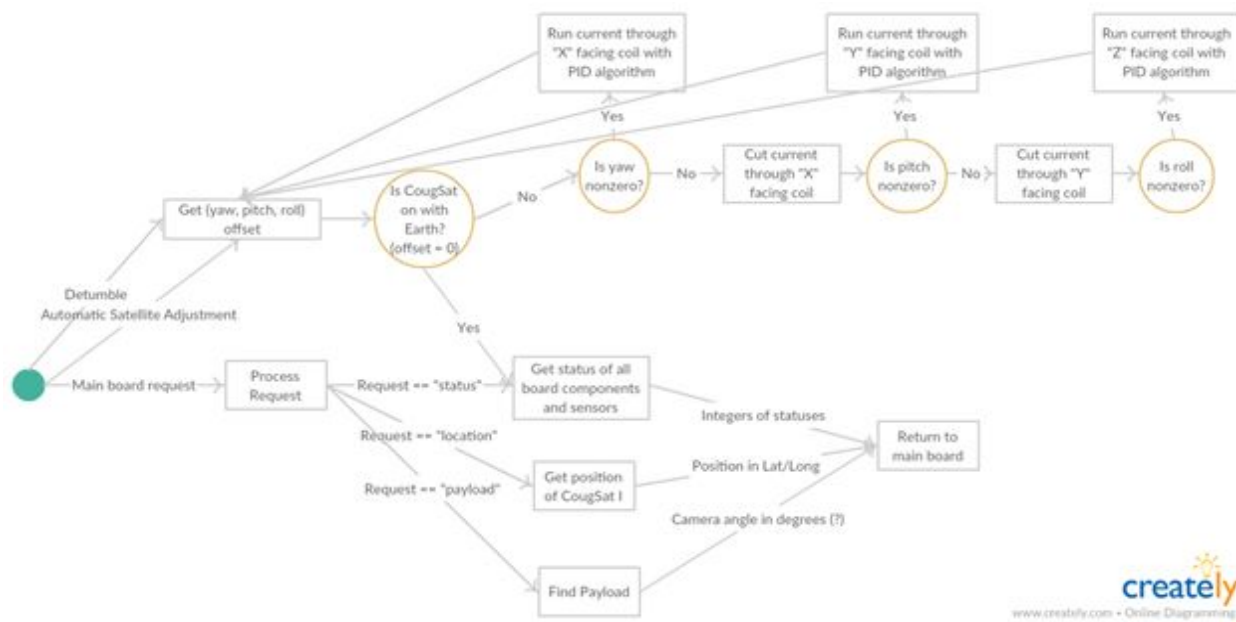 Run current through
"X" facing coil with
PID algorithm
Run current through
"Y" facing coil with
PID algorithm
Run current through
"Z" facing coil with
PID algorithm
Yes
Yes
Yes
Is yaw
nonzero?
No
Cut current
through "X"
facing coil
Is pitch
nonzero?
No
Cut current
through "Y"
facing coil
Is roll
nonzero?
Get (yaw, pitch, roll)
offset
Is CougSat
on with
Earth?
(offset = 0)
No
Detumble
Automatic Satellite Adjustment
Yes
Main board request
Process
Request
Request == "status"
Get status of all
board components
and sensors
Integers of statuses
Request == "location"
Return to
main board
Get position
of CougSat I
Position in Lat/Long
Request == "payload"
Camera angle in degrees (?)
Find Payload
creately
www.creately.com • Online Diagramming